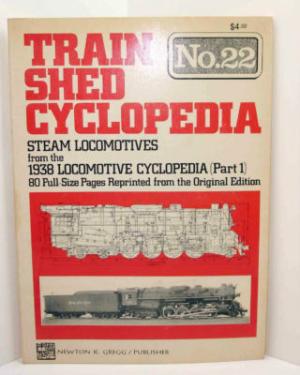 $4.50
TRAIN No.22
SHED
CYCLOPEDIA
STEAM LOCOMOTIVES
from the
1938 LOCOMOTIVE CYCLOPEDIA (Part 1)
80 Full-Size Pages Reprinted from the Original Edition
NEWTON K. GREGG / PUBLISHER